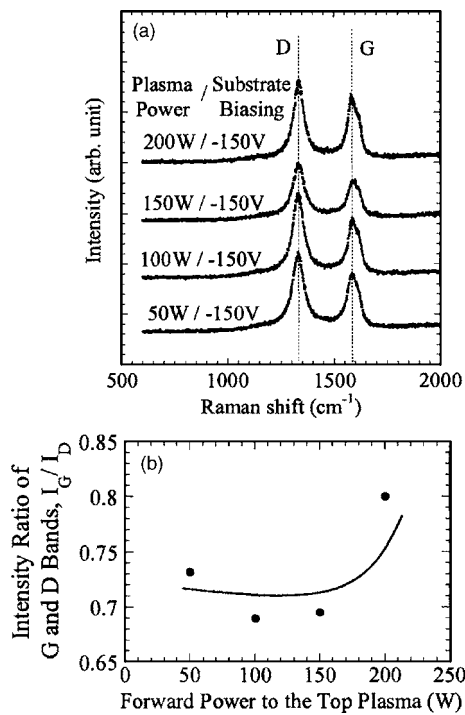 (a)
D G
Plasma / Substrate
Power Biasing
200W / -150V
150W / -150V
100W / -150V
50W / -150V
Intensity (arb. unit)
500 1000 1500 2000
Raman shift (cm⁻¹)
(b)
0.85
0.8
0.75
0.7
0.65
Intensity Ratio of
G and D Bands, I_G / I_D
0 50 100 150 200 250
Forward Power to the Top Plasma (W)